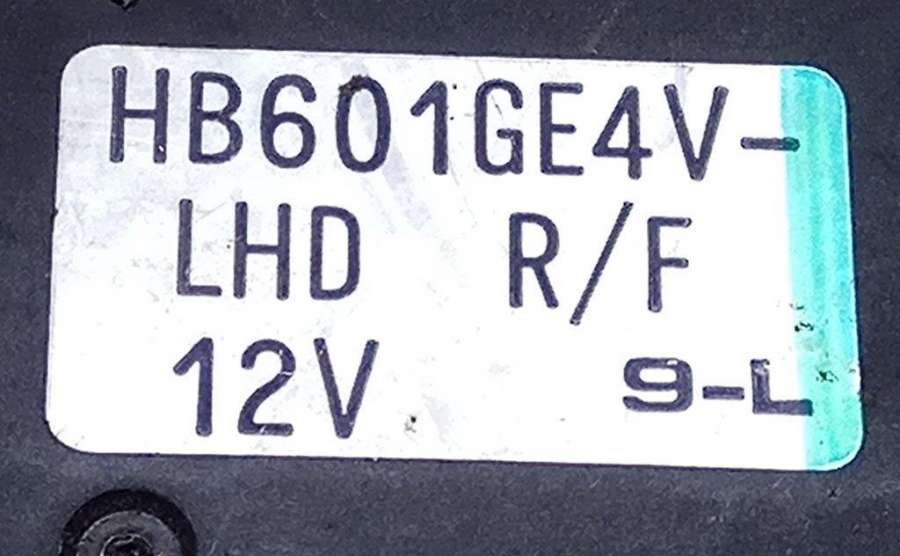 HB601GE4V-
LHD R/F
12V 9-L